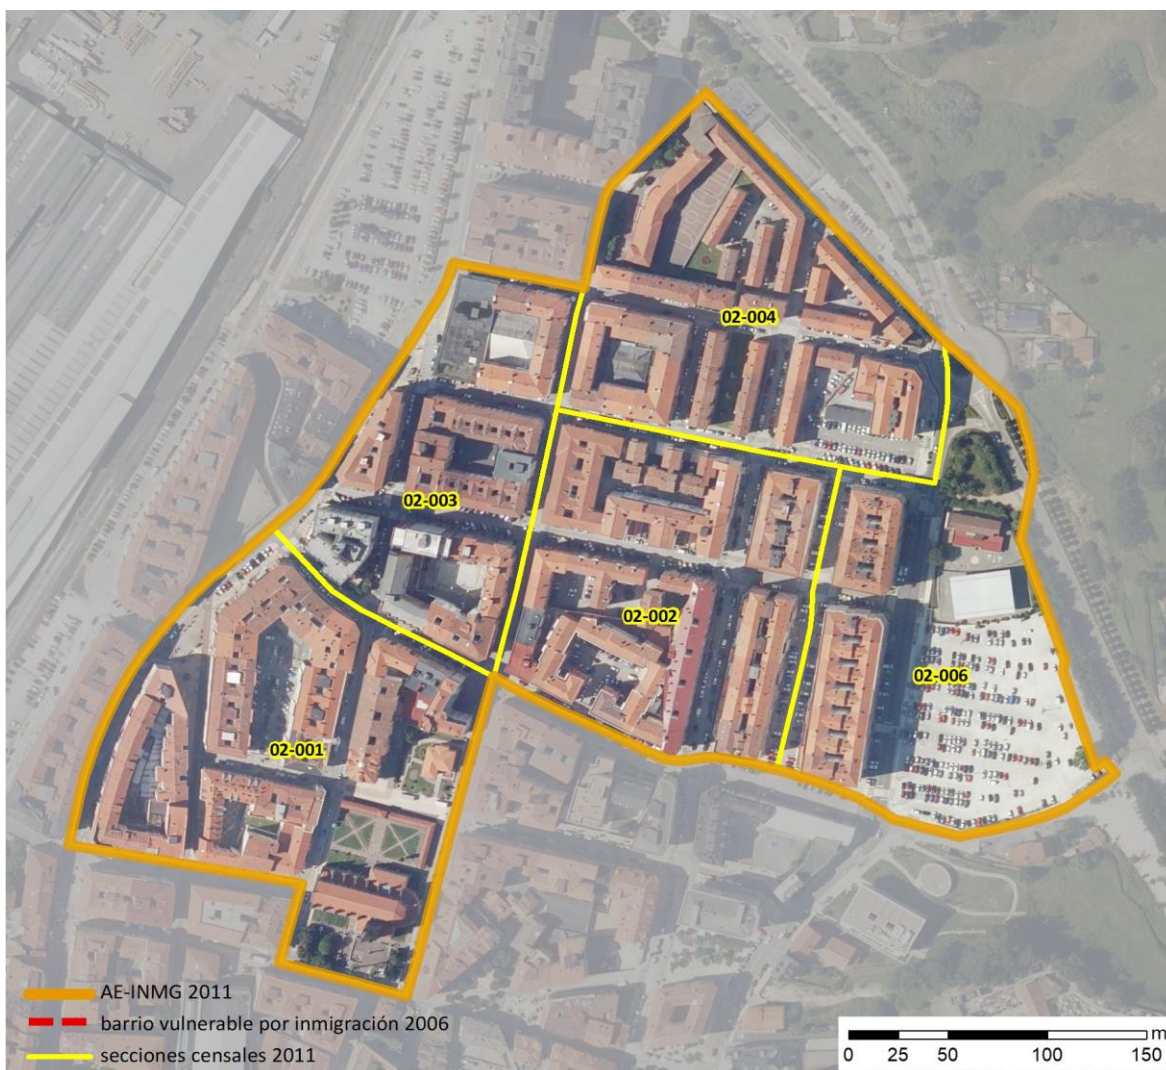 02-004
02-003
02-002
02-006
02-001
AE-INMG 2011
barrio vulnerable por inmigración 2006
secciones censales 2011
m
0 25 50 100 150